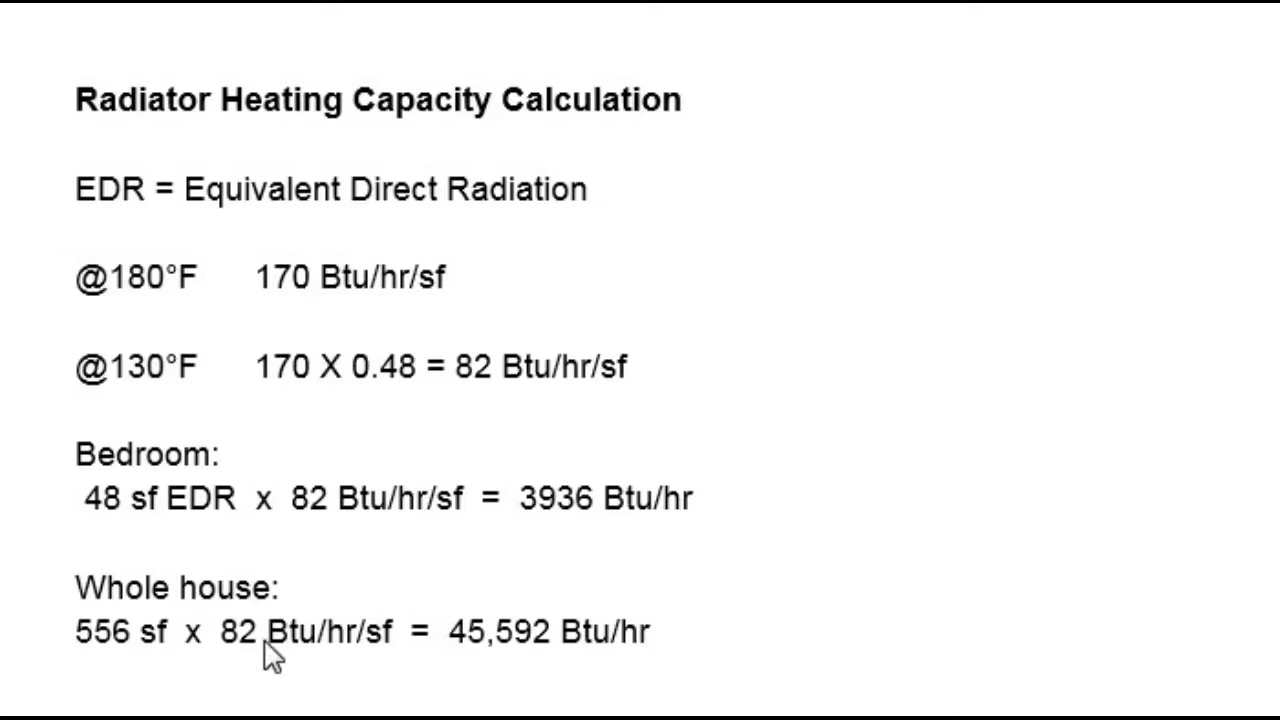 Radiator Heating Capacity Calculation
EDR = Equivalent Direct Radiation
@180°F 170 Btu/hr/sf
@130°F 170 X 0.48 = 82 Btu/hr/sf
Bedroom:
48 sf EDR x 82 Btu/hr/sf = 3936 Btu/hr
Whole house:
556 sf x 82 Btu/hr/sf = 45,592 Btu/hr